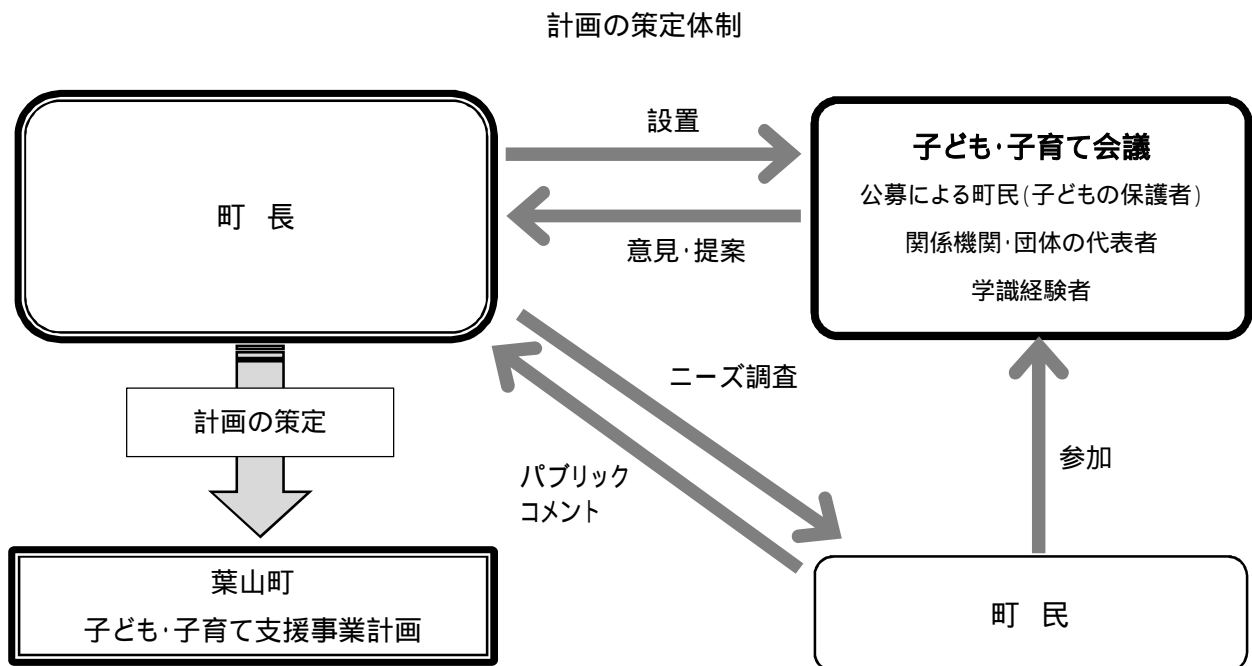 計画の策定体制
町 長
設置
意見・提案
子ども・子育て会議
公募による町民(子どもの保護者)
関係機関・団体の代表者
学識経験者
ニーズ調査
パブリック
コメント
計画の策定
参加
葉山町
子ども・子育て支援事業計画
町 民